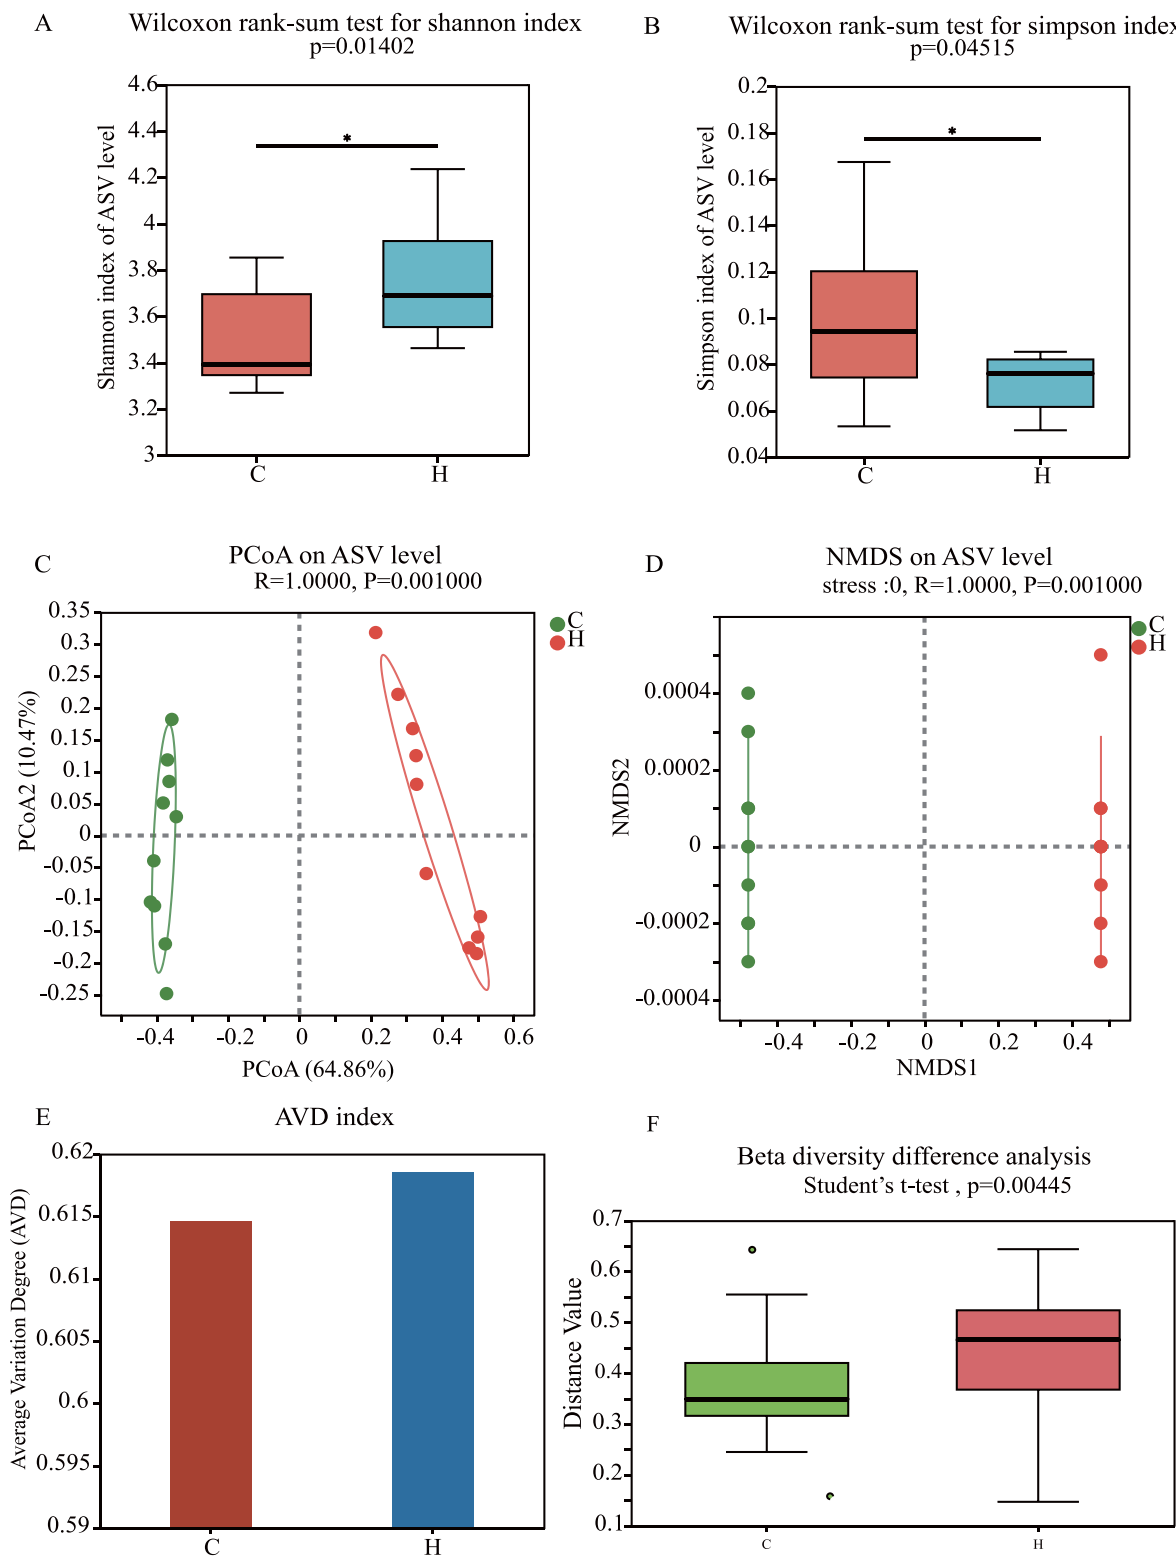 A
Wilcoxon rank-sum test for shannon index
p=0.01402
Shannon index of ASV level
4.6
4.4
4.2
4
3.8
3.6
3.4
3.2
3
*
C
H
B
Wilcoxon rank-sum test for simpson index
p=0.04515
Simpson index of ASV level
0.2
0.18
0.16
0.14
0.12
0.1
0.08
0.06
0.04
*
C
H
C
PCoA on ASV level
R=1.0000, P=0.001000
C
H
PCoA2 (10.47%)
0.35
0.3
0.25
0.2
0.15
0.1
0.05
0
-0.05
-0.1
-0.15
-0.2
-0.25
-0.4
-0.2
0
0.2
0.4
0.6
PCoA (64.86%)
D
NMDS on ASV level
stress :0, R=1.0000, P=0.001000
C
H
NMDS2
0.0004
0.0002
0
-0.0002
-0.0004
-0.4
-0.2
0
0.2
0.4
NMDS1
E
AVD index
Average Variation Degree (AVD)
0.62
0.615
0.61
0.605
0.6
0.595
0.59
C
H
F
Beta diversity difference analysis
Student's t-test , p=0.00445
Distance Value
0.7
0.6
0.5
0.4
0.3
0.2
0.1
C
H